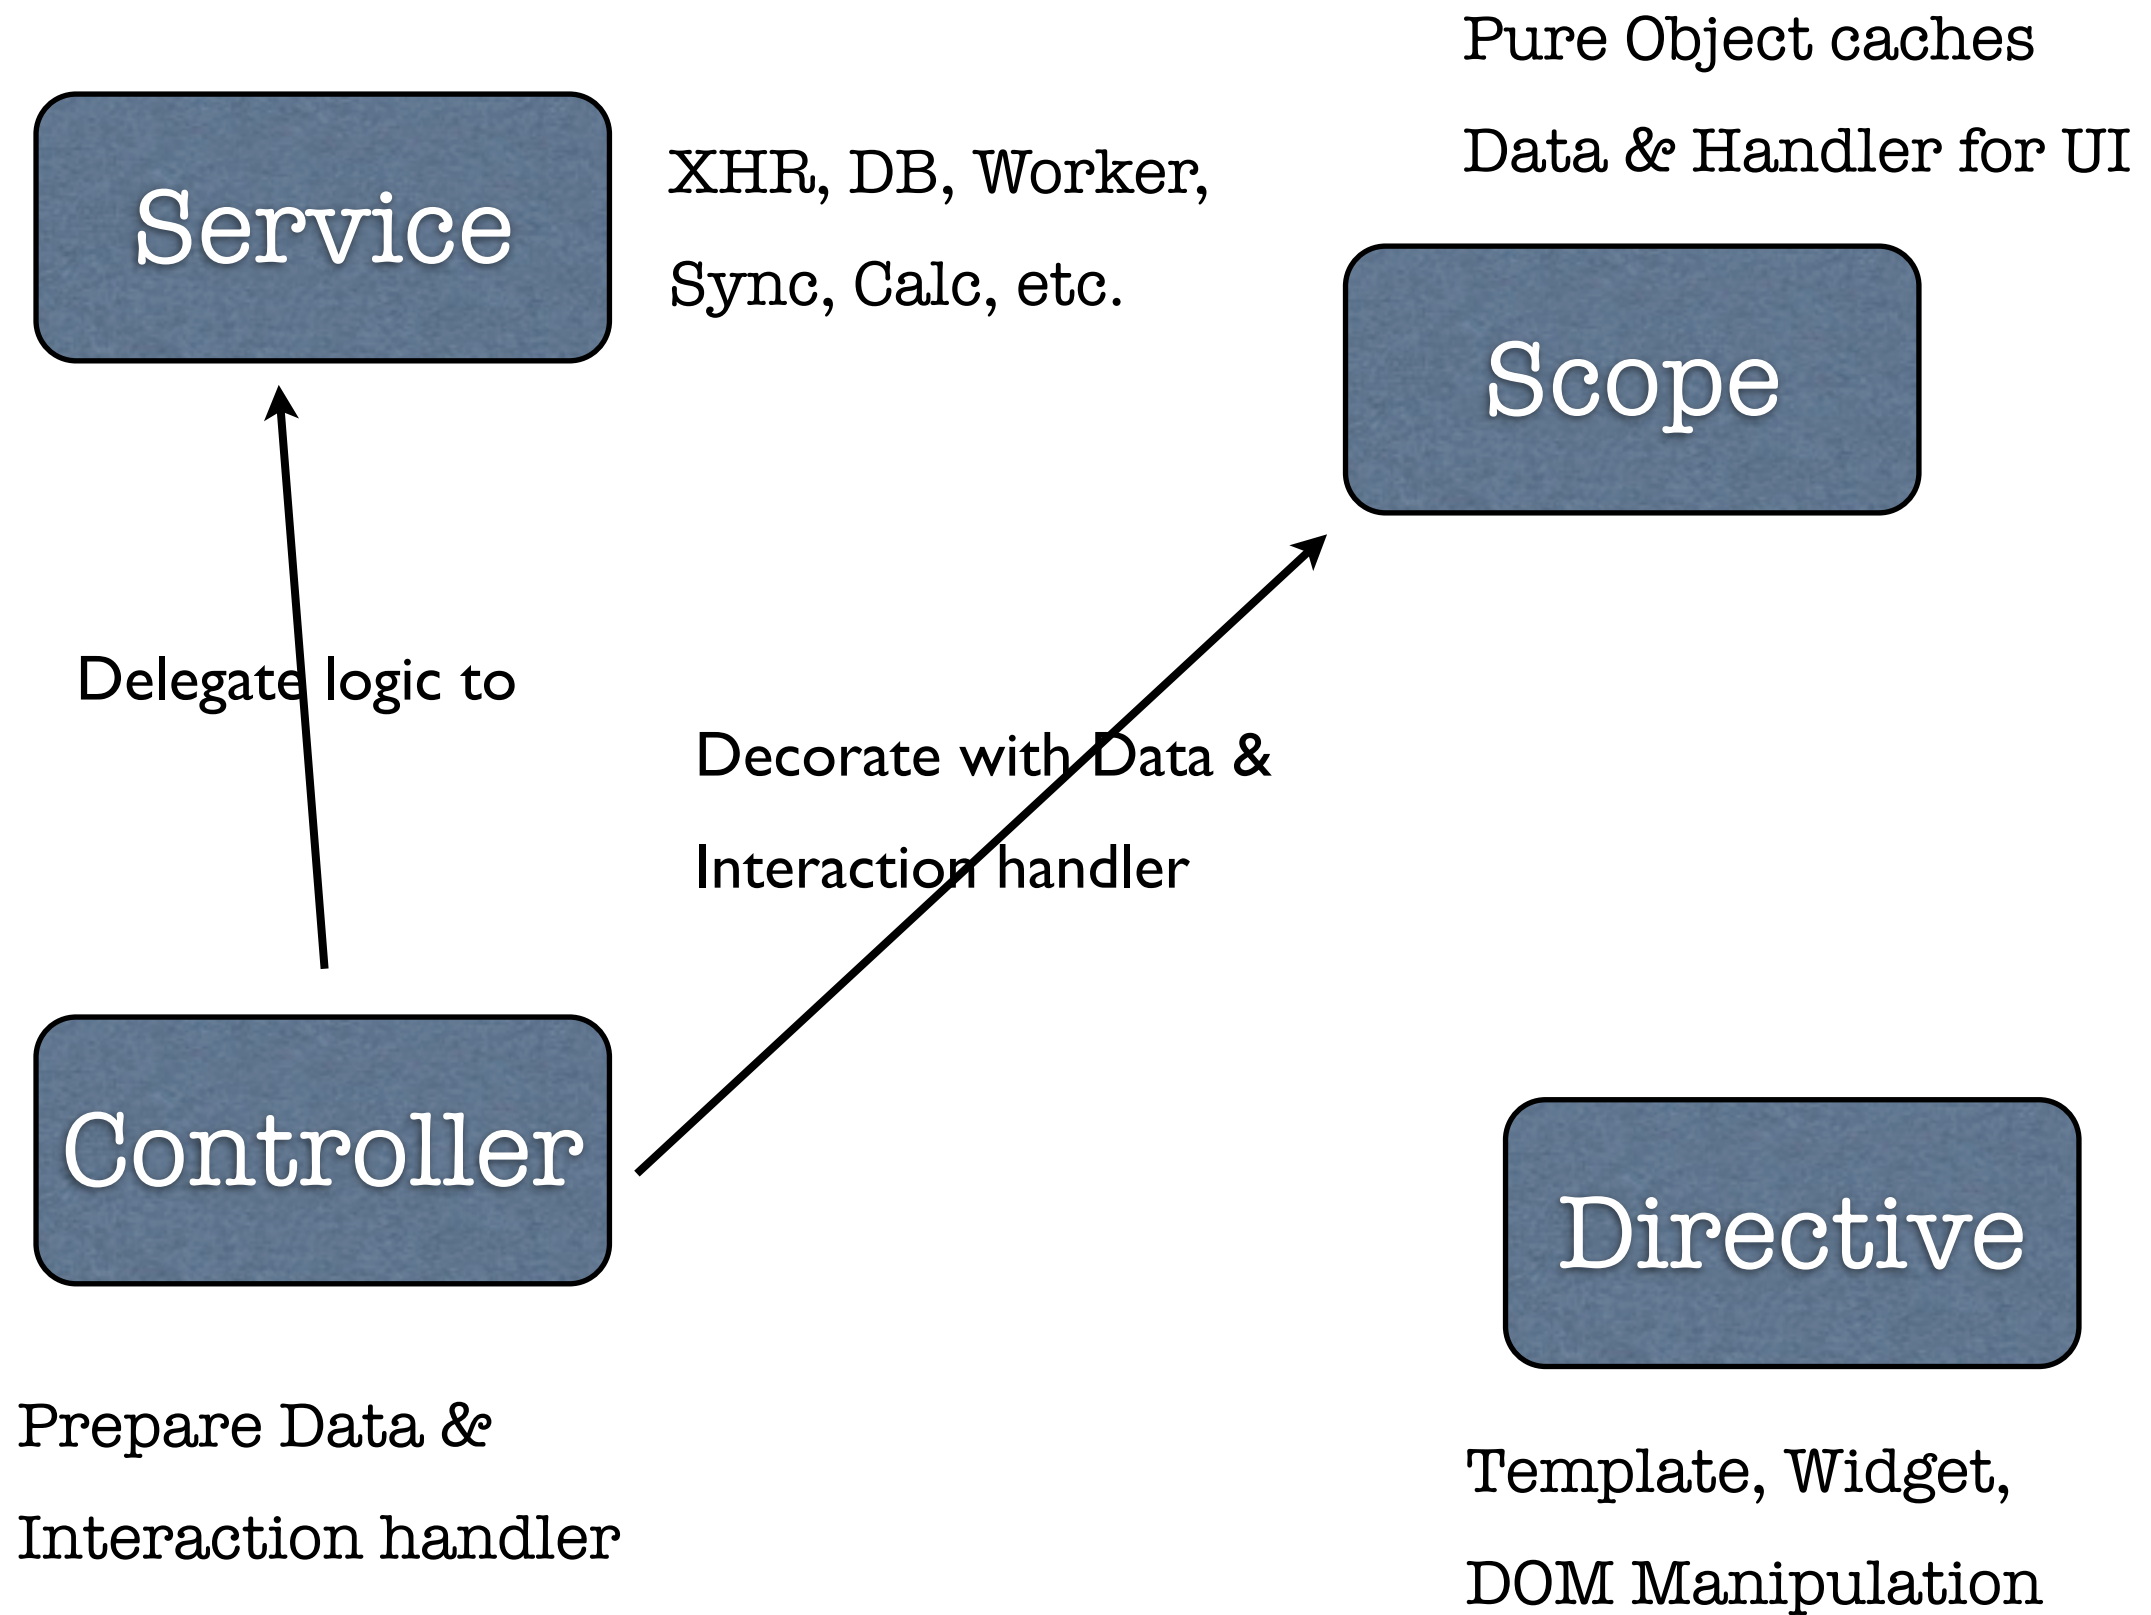 Pure Object caches
Data & Handler for UI
Service
XHR, DB, Worker,
Sync, Calc, etc.
Scope
Delegate logic to
Decorate with Data &
Interaction handler
Controller
Directive
Prepare Data &
Interaction handler
Template, Widget,
DOM Manipulation